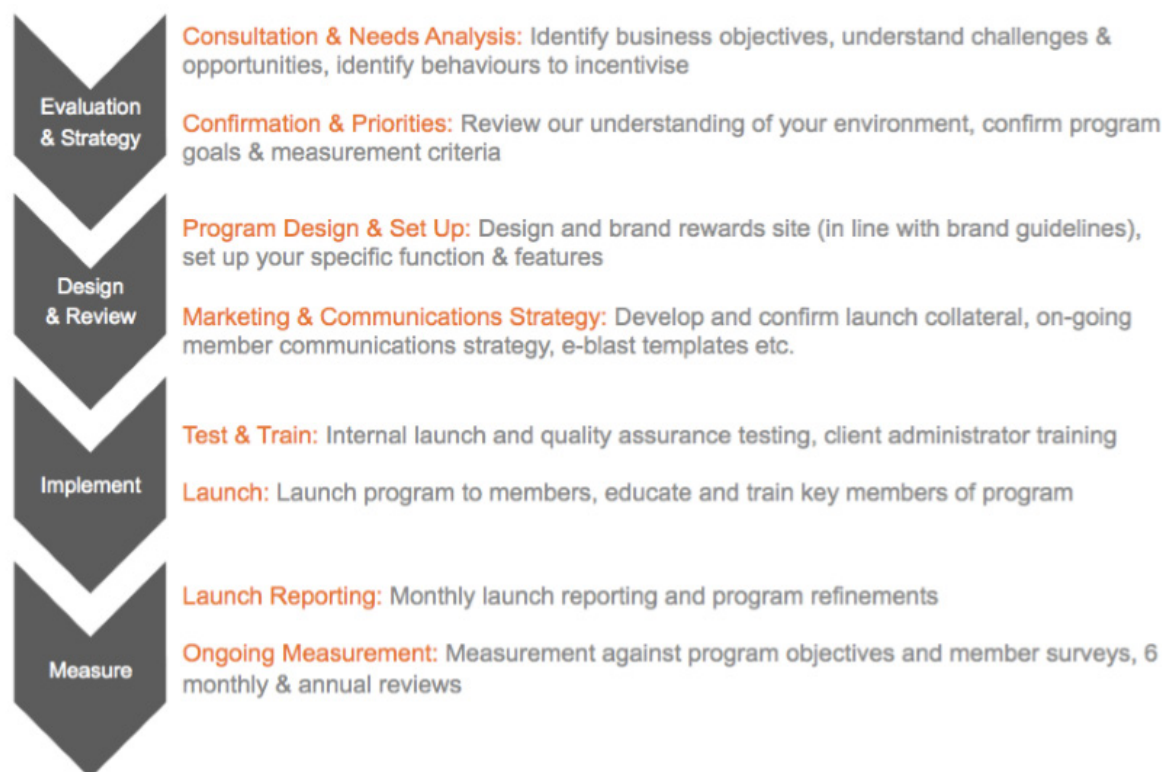 Evaluation
& Strategy
Consultation & Needs Analysis: Identify business objectives, understand challenges &
opportunities, identify behaviours to incentivise
Confirmation & Priorities: Review our understanding of your environment, confirm program
goals & measurement criteria
Design
& Review
Program Design & Set Up: Design and brand rewards site (in line with brand guidelines),
set up your specific function & features
Marketing & Communications Strategy: Develop and confirm launch collateral, on-going
member communications strategy, e-blast templates etc.
Implement
Test & Train: Internal launch and quality assurance testing, client administrator training
Launch: Launch program to members, educate and train key members of program
Measure
Launch Reporting: Monthly launch reporting and program refinements
Ongoing Measurement: Measurement against program objectives and member surveys, 6
monthly & annual reviews